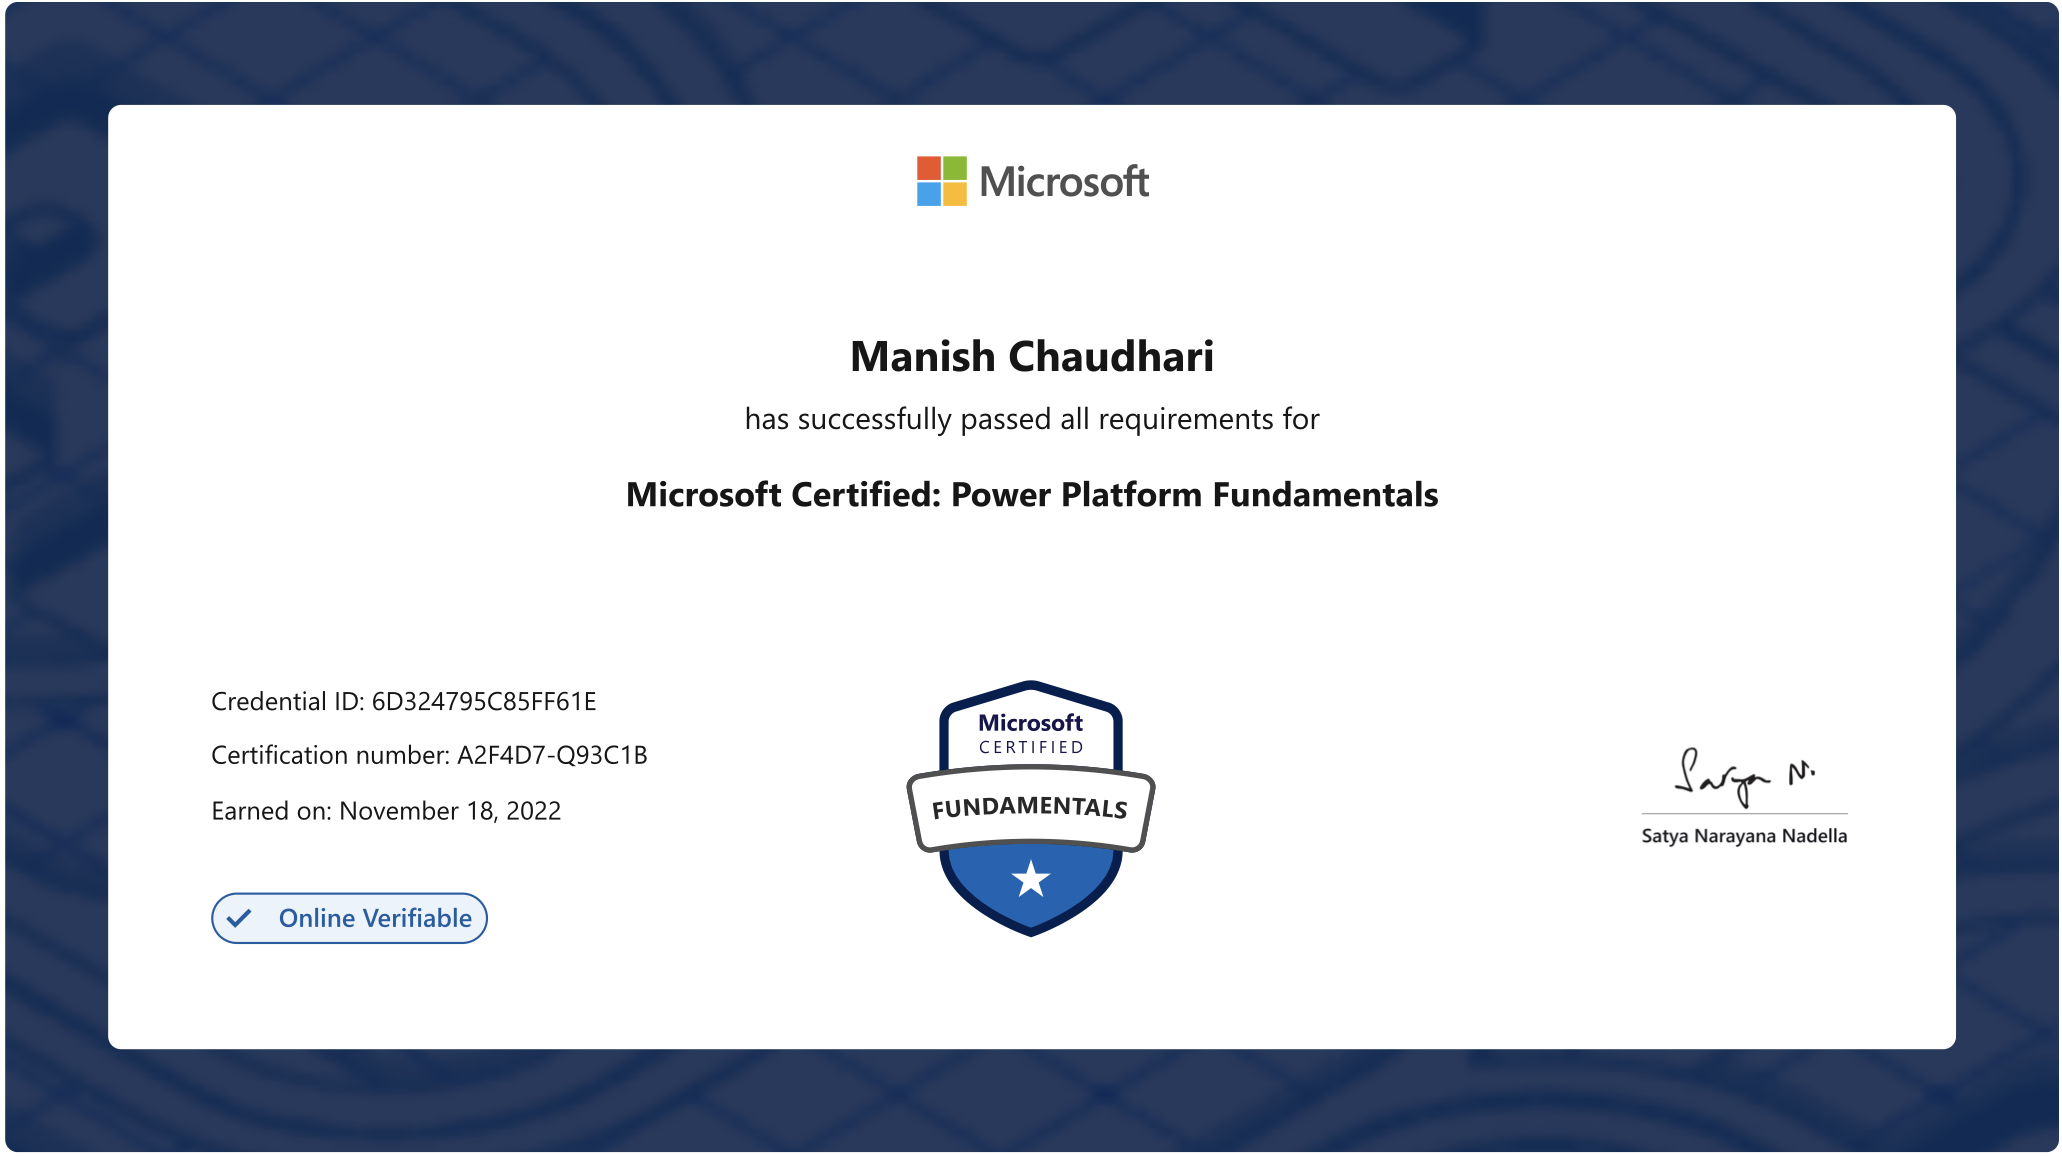 Microsoft
Manish Chaudhari
has successfully passed all requirements for
Microsoft Certified: Power Platform Fundamentals
Credential ID: 6D324795C85FF61E
Certification number: A2F4D7-Q93C1B
Earned on: November 18, 2022
Online Verifiable
Microsoft
CERTIFIED
FUNDAMENTALS
Satya N.
Satya Narayana Nadella